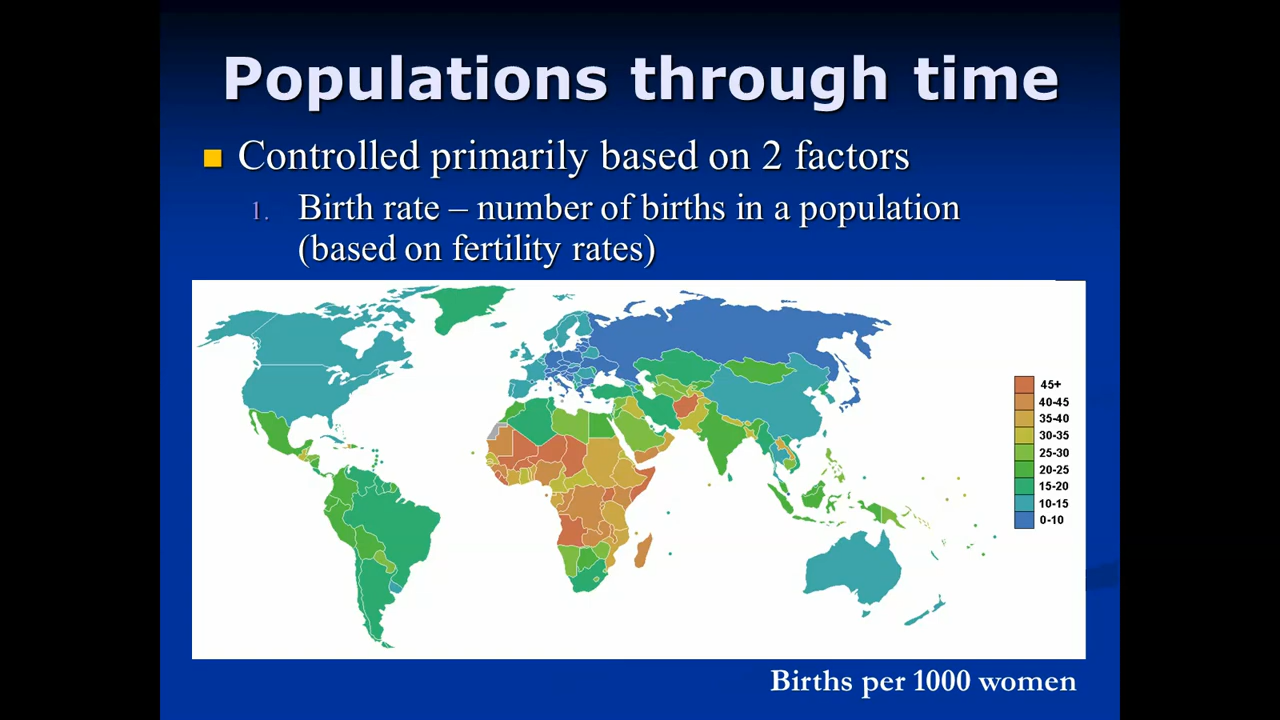 Populations through time
Controlled primarily based on 2 factors
1. Birth rate – number of births in a population
(based on fertility rates)
45+
40-45
35-40
30-35
25-30
20-25
15-20
10-15
0-10
Births per 1000 women